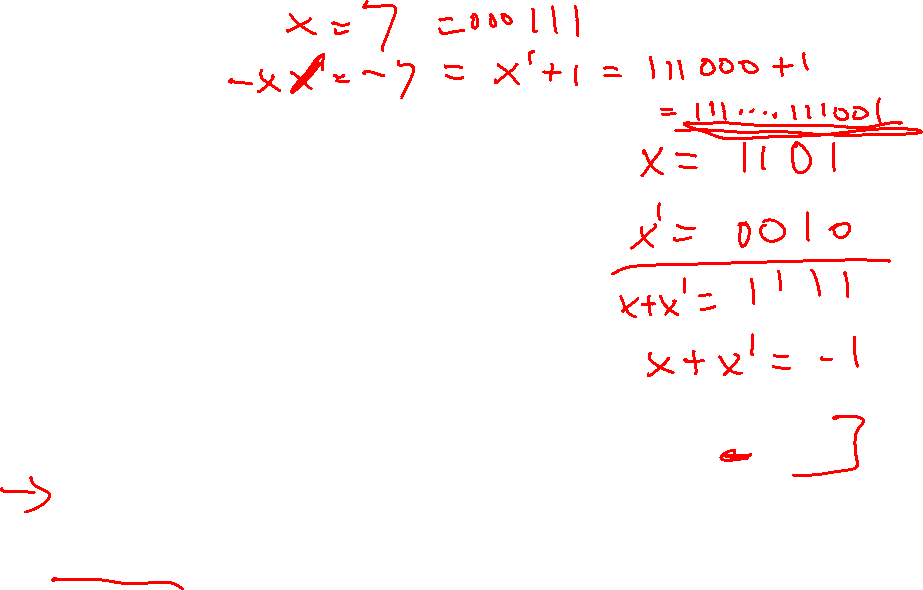 x = 7 = 000111
-x = -7 = x' + 1 = 111000 + 1
= 111....111001
x = 1101
x' = 0010
x+x' = 1111
x + x' = -1